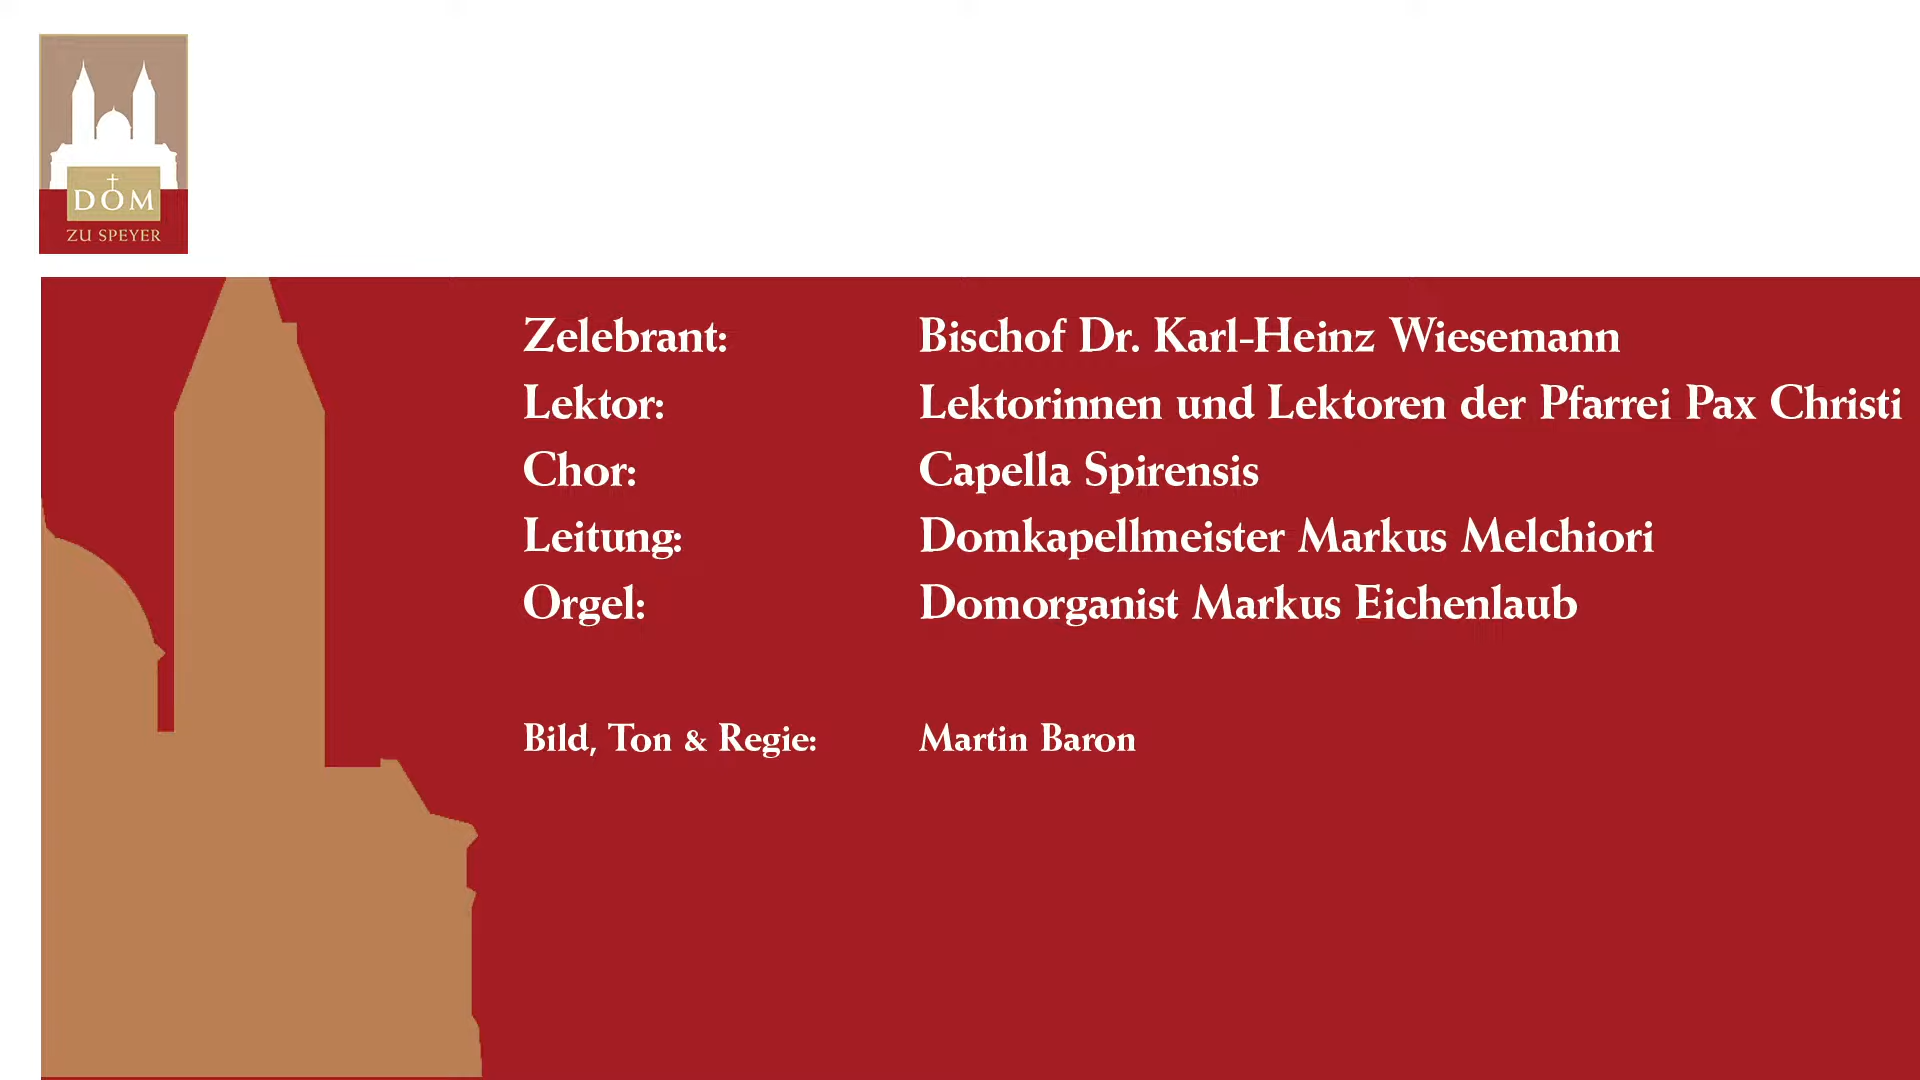 DOM
ZU SPEYER
Zelebrant: Bischof Dr. Karl-Heinz Wiesemann
Lektor: Lektorinnen und Lektoren der Pfarrei Pax Christi
Chor: Capella Spirensis
Leitung: Domkapellmeister Markus Melchiori
Orgel: Domorganist Markus Eichenlaub
Bild, Ton & Regie: Martin Baron